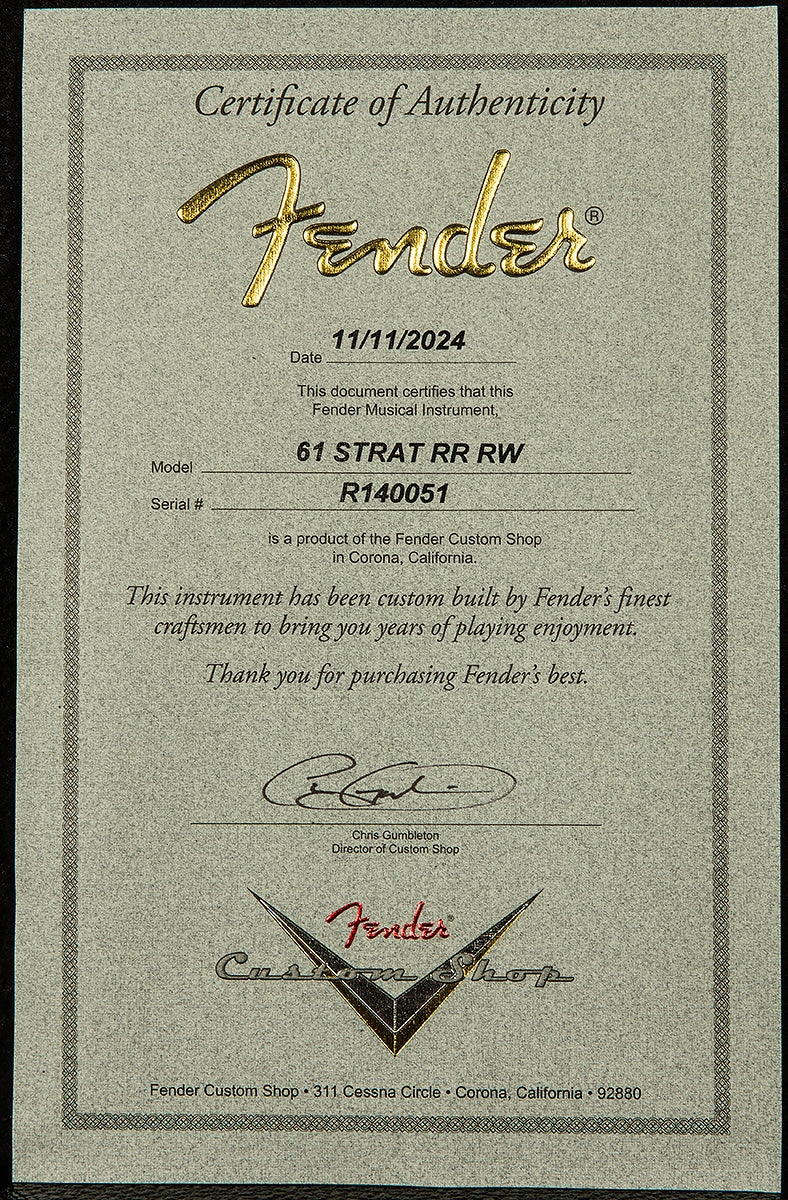 Certificate of Authenticity
Fender®
Date 11/11/2024
This document certifies that this
Fender Musical Instrument,
Model 61 STRAT RR RW
Serial # R140051
is a product of the Fender Custom Shop
in Corona, California.
This instrument has been custom built by Fender's finest
craftsmen to bring you years of playing enjoyment.
Thank you for purchasing Fender's best.
Chris Gumbleton
Director of Custom Shop
Fender®
Custom Shop
Fender Custom Shop • 311 Cessna Circle • Corona, California • 92880